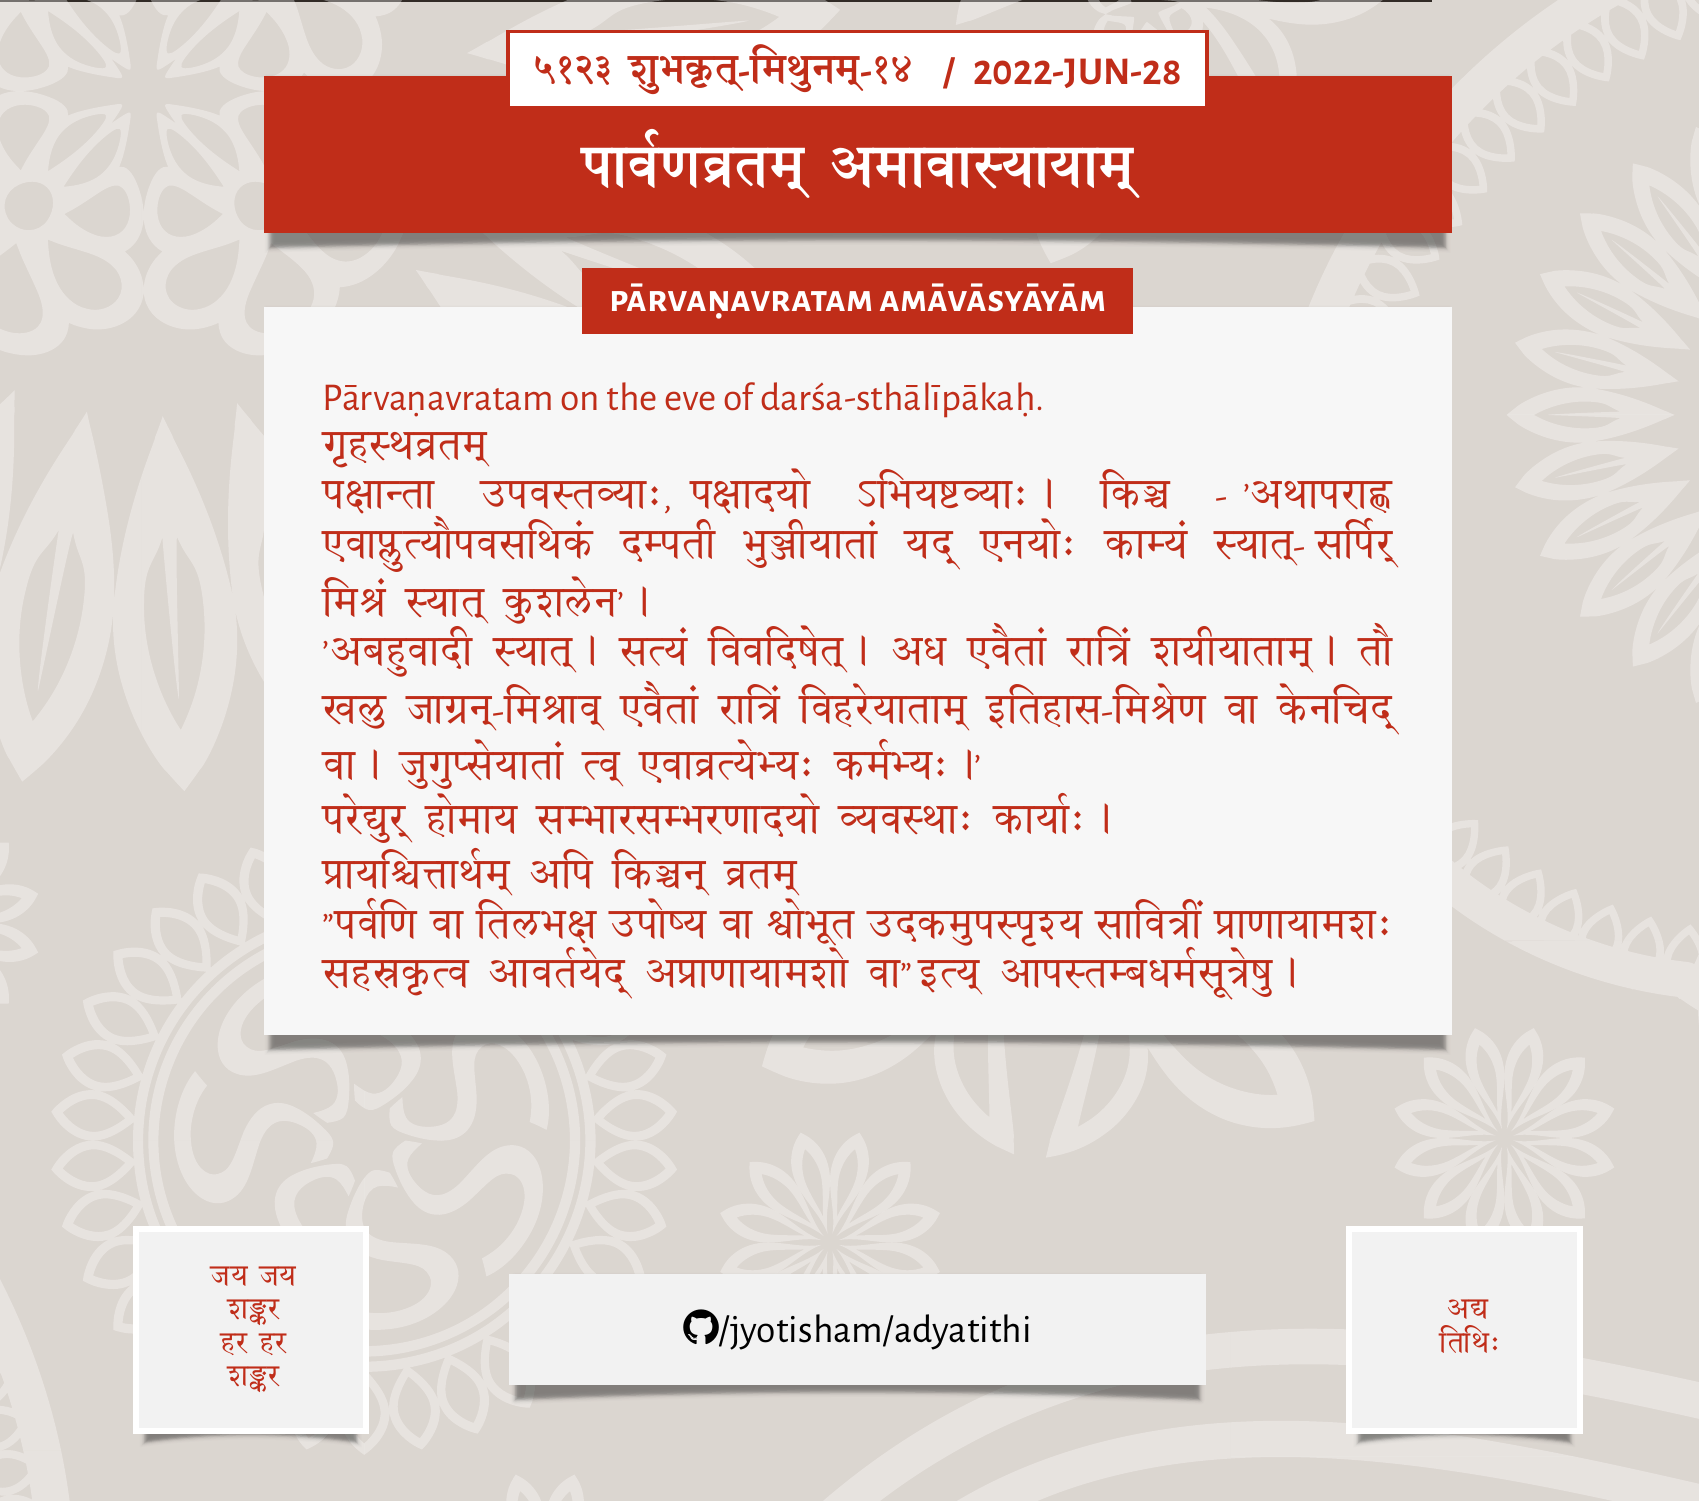 ५१२३ शुभकृत्-मिथुनम्-१४ / 2022-JUN-28
पार्वणव्रतम् अमावास्यायाम्
PĀRVAṆAVRATAM AMĀVĀSYĀYĀM
Pārvaṇavratam on the eve of darśa-sthālīpākaḥ.
गृहस्थव्रतम्
पक्षान्ता उपवस्तव्याः, पक्षादयो ऽभियष्टव्याः। किञ्च - ’अथापराह्ण
एवाप्लुत्यौपवसथिकं दम्पती भुञ्जीयातां यद् एनयोः काम्यं स्यात्- सर्पिर्
मिश्रं स्यात् कुशलेन’।
’अबहुवादी स्यात्। सत्यं विवदिषेत्। अध एवैतां रात्रिं शयीयाताम्। तौ
खलु जाग्रन्-मिश्राव् एवैतां रात्रिं विहरेयाताम् इतिहास-मिश्रेण वा केनचिद्
वा। जुगुप्सेयातां त्व् एवाव्रत्येभ्यः कर्मभ्यः।’
परेद्युर् होमाय सम्भारसम्भरणादयो व्यवस्थाः कार्याः।
प्रायश्चित्तार्थम् अपि किञ्चन् व्रतम्
”पर्वणि वा तिलभक्ष उपोष्य वा श्वोभूत उदकमुपस्पृश्य सावित्रीं प्राणायामशः
सहस्रकृत्व आवर्तयेद् अप्राणायामशो वा” इत्य् आपस्तम्बधर्मसूत्रेषु।
जय जय
शङ्कर
हर हर
शङ्कर
/jyotisham/adyatithi
अद्य
तिथिः